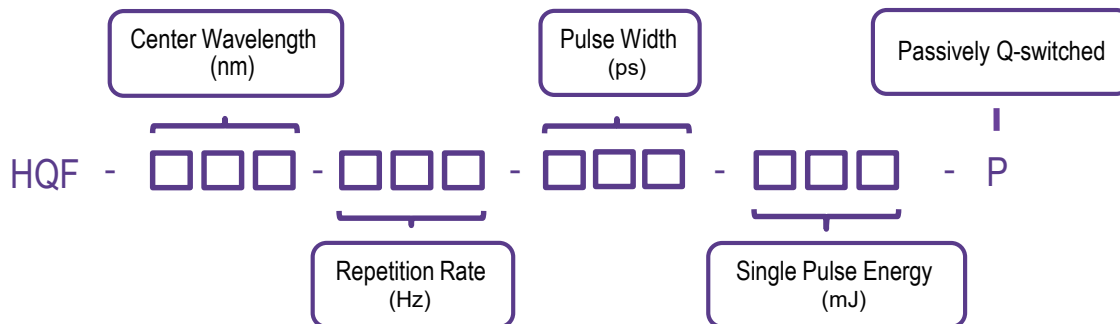 Center Wavelength
(nm)
Pulse Width
(ps)
Passively Q-switched
HQF - □□□ - □□□ - □□□ - □□□ - P
Repetition Rate
(Hz)
Single Pulse Energy
(mJ)